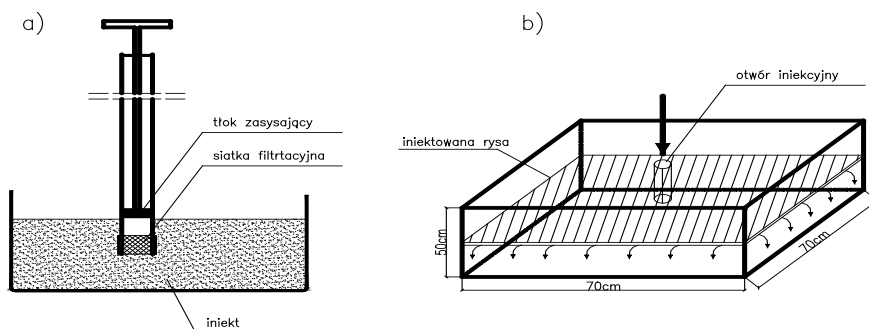 a)
tłok zasysający
siatka filtrtacyjna
iniekt
b)
otwór iniekcyjny
iniektowana rysa
50cm
70cm
70cm